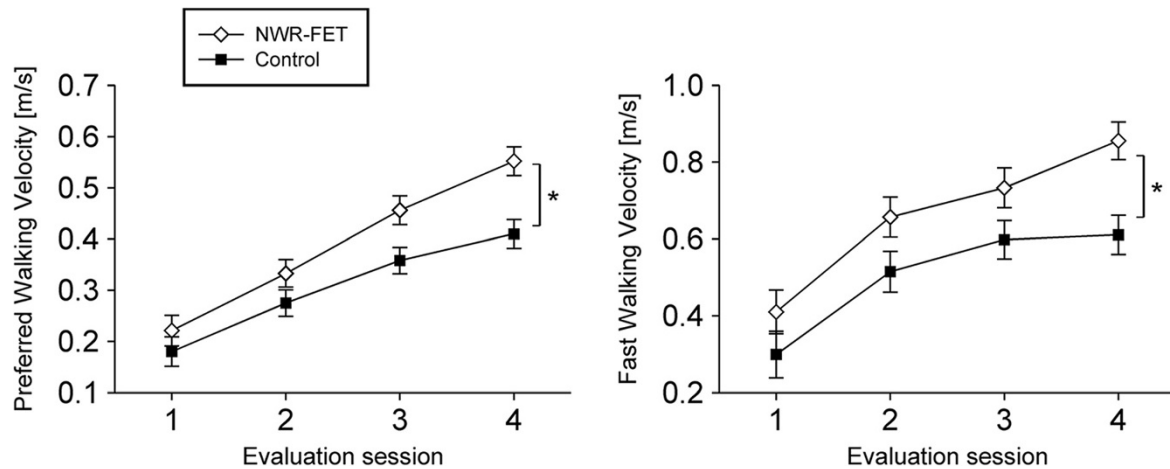 NWR-FET
Control
Preferred Walking Velocity [m/s]
0.7
0.6
0.5
0.4
0.3
0.2
0.1
1 2 3 4
Evaluation session
*
Fast Walking Velocity [m/s]
1.0
0.8
0.6
0.4
0.2
1 2 3 4
Evaluation session
*